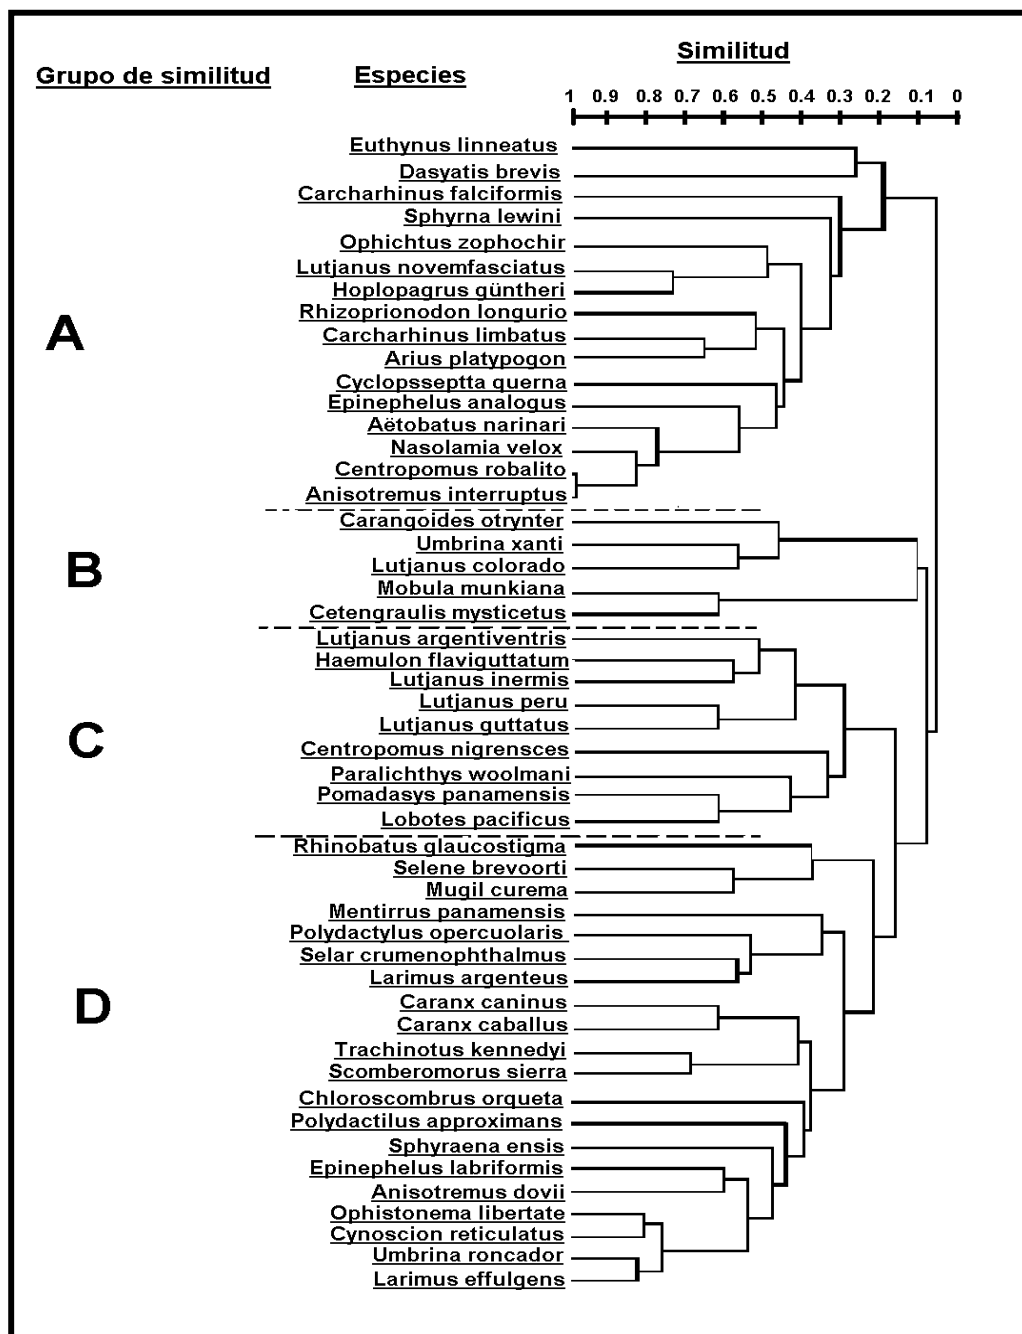 Similitud
Grupo de similitud
Especies
1 0.9 0.8 0.7 0.6 0.5 0.4 0.3 0.2 0.1 0
Euthynus linneatus
Dasyatis brevis
Carcharhinus falciformis
Sphyrna lewini
Ophichtus zophochir
Lutjanus novemfasciatus
Hoplopagrus güntheri
Rhizoprionodon longurio
A
Carcharhinus limbatus
Arius platypogon
Cyclopsseptta querna
Epinephelus analogus
Aëtobatus narinari
Nasolamia velox
Centropomus robalito
Anisotremus interruptus
Carangoides otrynter
Umbrina xanti
B
Lutjanus colorado
Mobula munkiana
Cetengraulis mysticetus
Lutjanus argentiventris
Haemulon flaviguttatum
Lutjanus inermis
Lutjanus peru
Lutjanus guttatus
C
Centropomus nigrensces
Paralichthys woolmani
Pomadasys panamensis
Lobotes pacificus
Rhinobatus glaucostigma
Selene brevoorti
Mugil curema
Mentirrus panamensis
Polydactylus opercuolaris
Selar crumenophthalmus
Larimus argenteus
D
Caranx caninus
Caranx caballus
Trachinotus kennedyi
Scomberomorus sierra
Chloroscombrus orqueta
Polydactilus approximans
Sphyraena ensis
Epinephelus labriformis
Anisotremus dovii
Ophistonema libertate
Cynoscion reticulatus
Umbrina roncador
Larimus effulgens